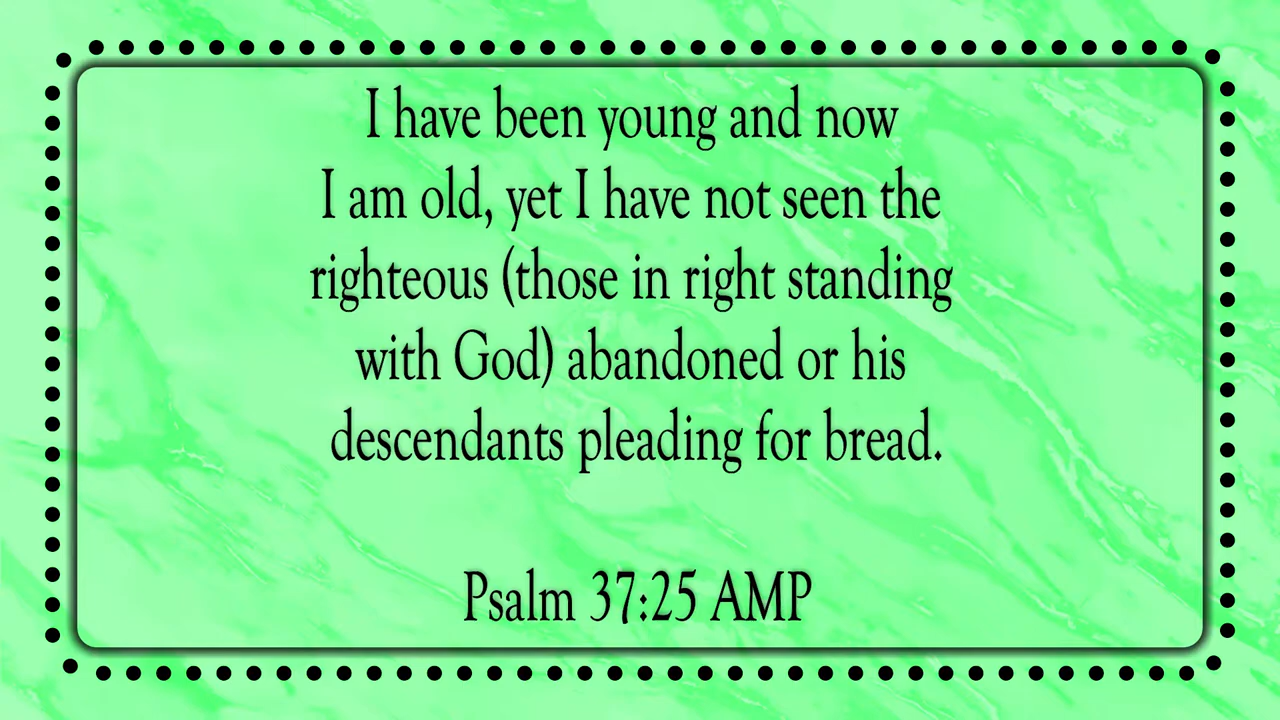 I have been young and now
I am old, yet I have not seen the
righteous (those in right standing
with God) abandoned or his
descendants pleading for bread.
Psalm 37:25 AMP